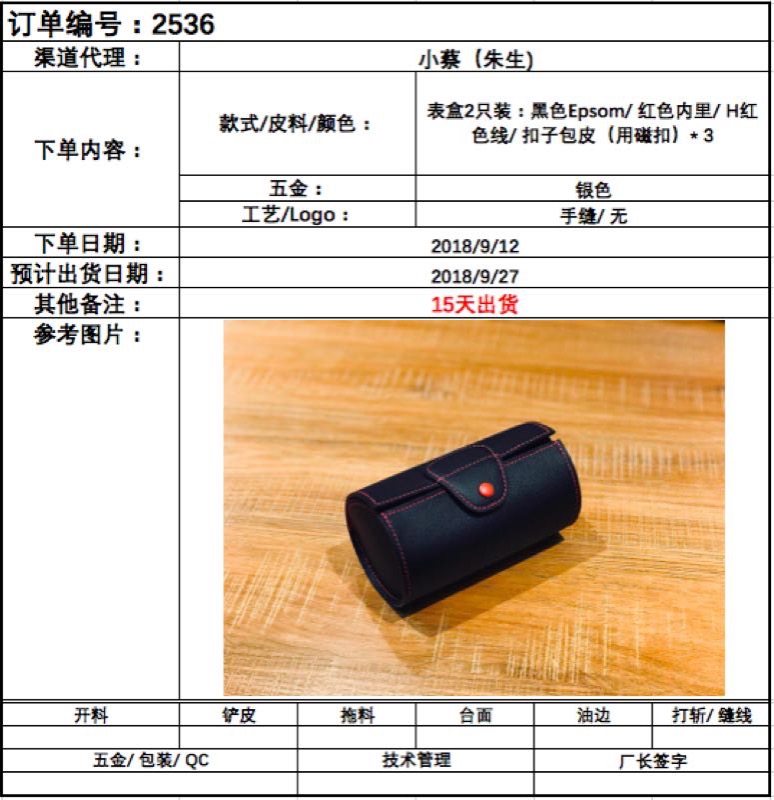 订单编号：2536
渠道代理：
小蔡（朱生)
下单内容：
款式/皮料/颜色：
表盒2只装：黑色Epsom/ 红色内里/ H红
色线/ 扣子包皮（用磁扣）* 3
五金：
银色
工艺/Logo：
手缝/ 无
下单日期：
2018/9/12
预计出货日期：
2018/9/27
其他备注：
15天出货
参考图片：
开料
铲皮
拖料
台面
油边
打斩/ 缝线
五金/ 包装/ QC
技术管理
厂长签字